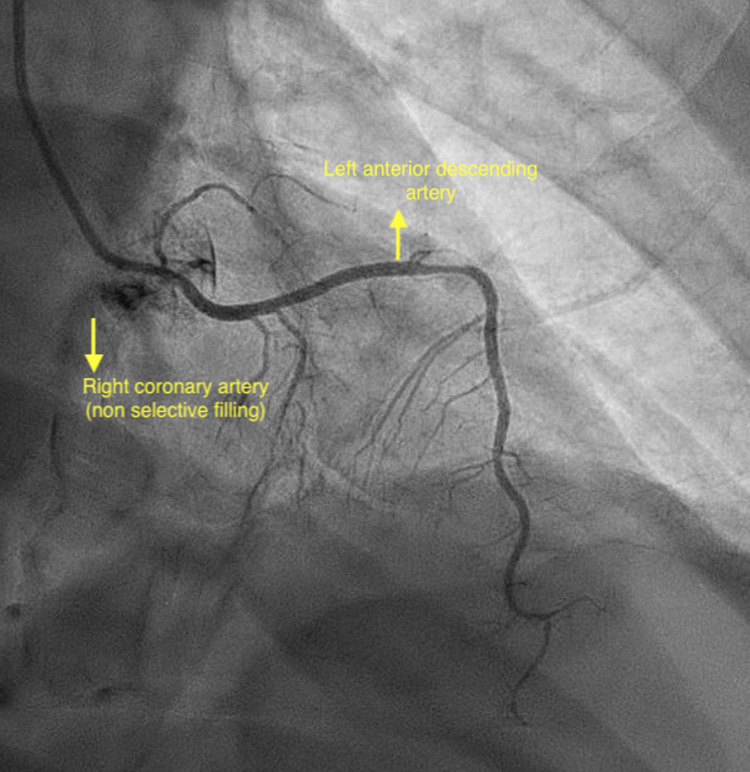 Left anterior descending
artery
Right coronary artery
(non selective filling)